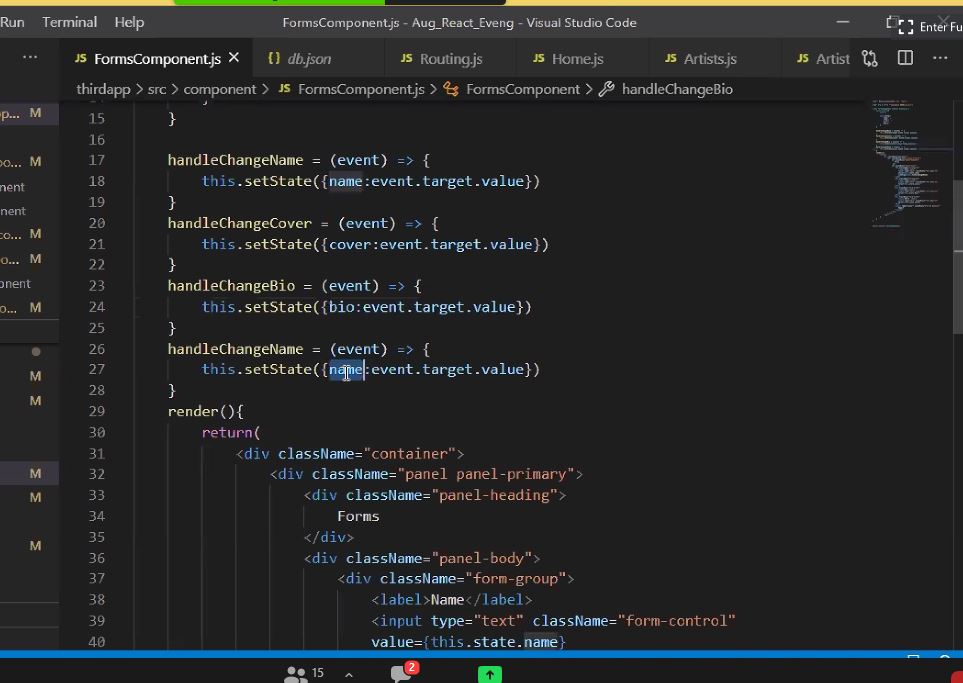 Run Terminal Help FormsComponent.js - Aug_React_Eveng - Visual Studio Code Enter Fu
JS FormsComponent.js {} db.json JS Routing.js JS Home.js JS Artists.js JS Artist
thirdapp > src > component > JS FormsComponent.js > FormsComponent > handleChangeBio
15 }
16
17 handleChangeName = (event) => {
18 this.setState({name:event.target.value})
19 }
20 handleChangeCover = (event) => {
21 this.setState({cover:event.target.value})
22 }
23 handleChangeBio = (event) => {
24 this.setState({bio:event.target.value})
25 }
26 handleChangeName = (event) => {
27 this.setState({name:event.target.value})
28 }
29 render(){
30 return(
31 <div className="container">
32 <div className="panel panel-primary">
33 <div className="panel-heading">
34 Forms
35 </div>
36 <div className="panel-body">
37 <div className="form-group">
38 <label>Name</label>
39 <input type="text" className="form-control"
40 value={this.state.name}
p... M
oo... M
nent
nent
co... M
o... M
ponent
o... M
M
M
M
M
M
15 2